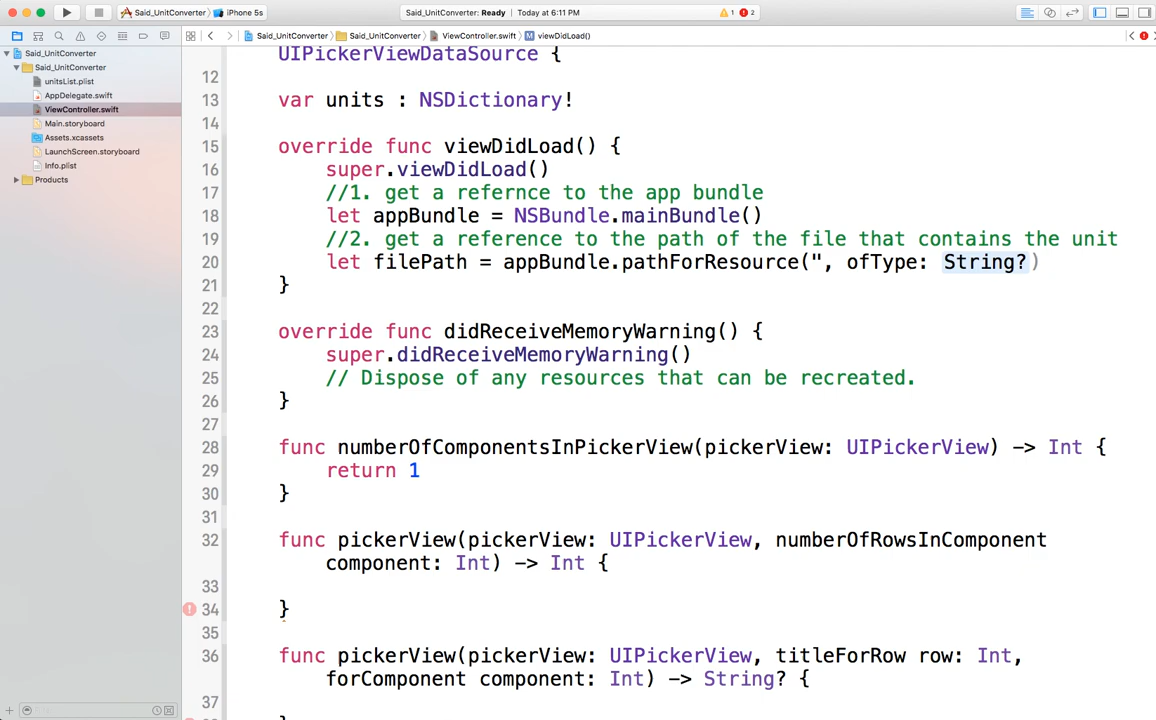 Said_UnitConverter iPhone 5s
Said_UnitConverter: Ready | Today at 6:11 PM
1 2
Said_UnitConverter Said_UnitConverter ViewController.swift M viewDidLoad()
Said_UnitConverter
Said_UnitConverter
unitsList.plist
AppDelegate.swift
ViewController.swift
Main.storyboard
Assets.xcassets
LaunchScreen.storyboard
Info.plist
Products
UIPickerViewDataSource {
12
13 var units : NSDictionary!
14
15 override func viewDidLoad() {
16 super.viewDidLoad()
17 //1. get a refernce to the app bundle
18 let appBundle = NSBundle.mainBundle()
19 //2. get a reference to the path of the file that contains the unit
20 let filePath = appBundle.pathForResource(", ofType: String?)
21 }
22
23 override func didReceiveMemoryWarning() {
24 super.didReceiveMemoryWarning()
25 // Dispose of any resources that can be recreated.
26 }
27
28 func numberOfComponentsInPickerView(pickerView: UIPickerView) -> Int {
29 return 1
30 }
31
32 func pickerView(pickerView: UIPickerView, numberOfRowsInComponent
component: Int) -> Int {
33
34 }
35
36 func pickerView(pickerView: UIPickerView, titleForRow row: Int,
forComponent component: Int) -> String? {
37